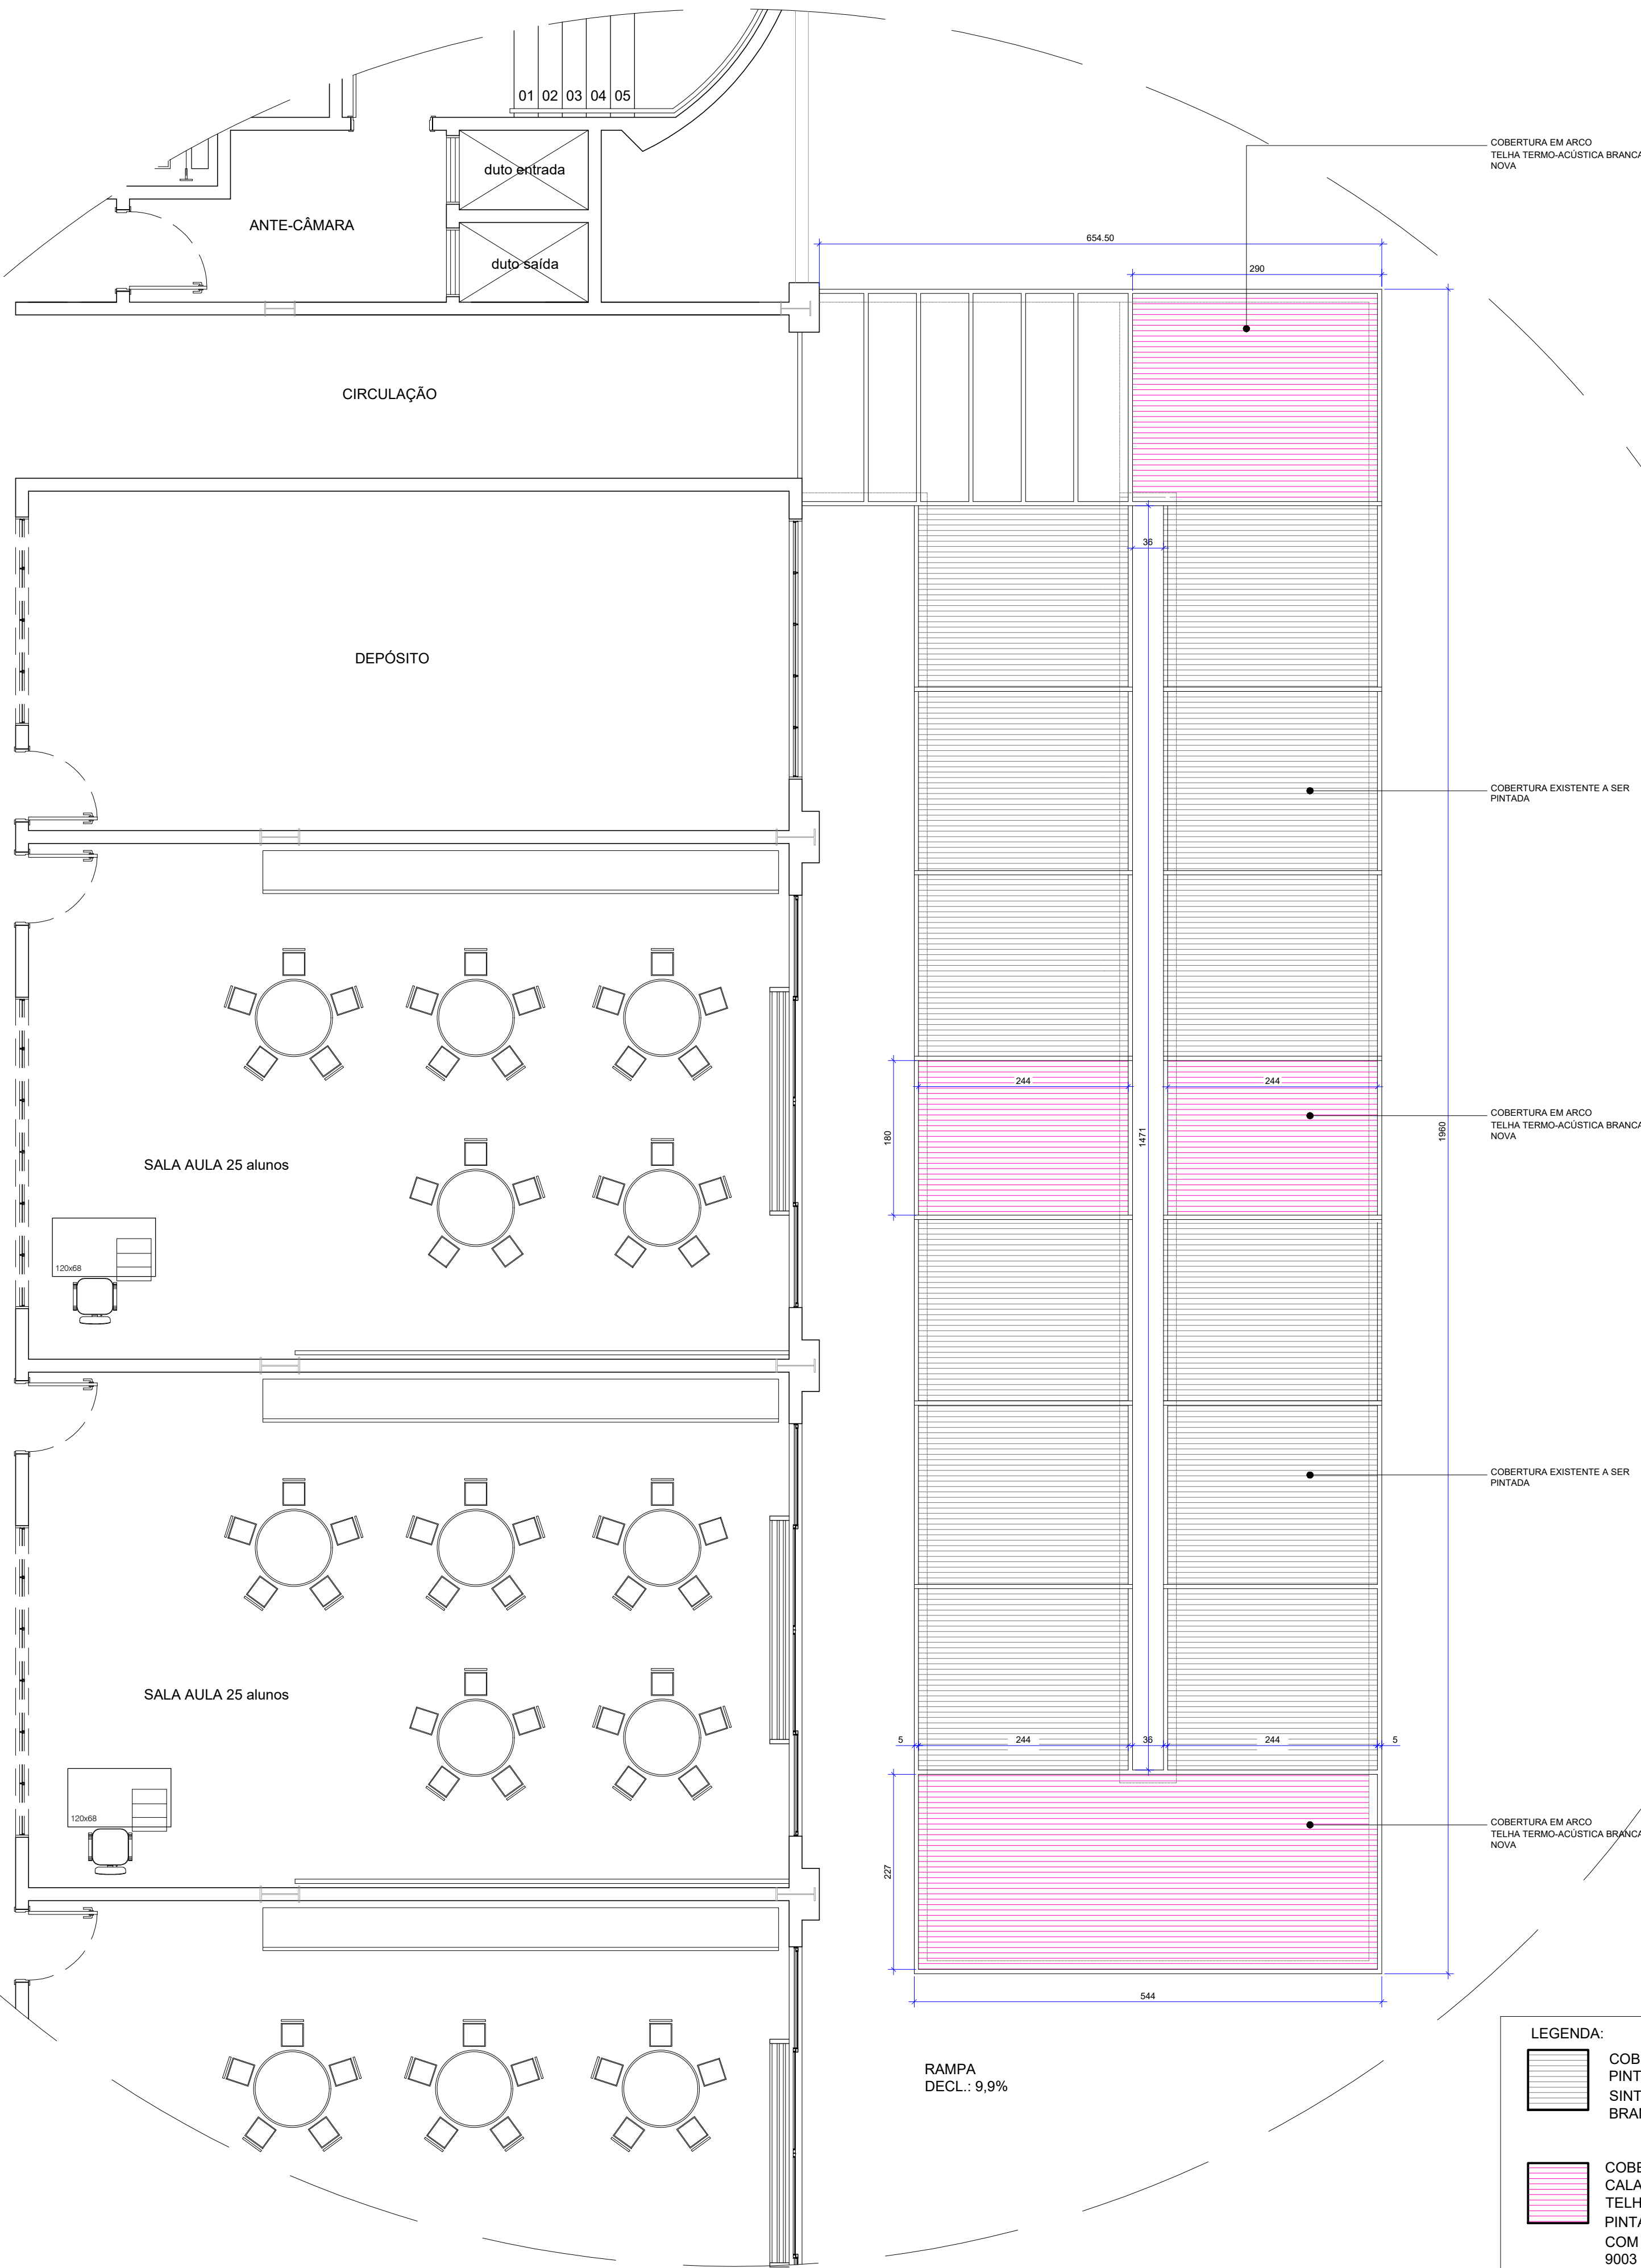 01 02 03 04 05
COBERTURA EM ARCO
TELHA TERMO-ACÚSTICA BRANCA
NOVA
duto entrada
ANTE-CÂMARA
654.50
duto saída
290
CIRCULAÇÃO
36
DEPÓSITO
COBERTURA EXISTENTE A SER
PINTADA
244
244
COBERTURA EM ARCO
TELHA TERMO-ACÚSTICA BRANCA
NOVA
180
1471
1960
SALA AULA 25 alunos
120x68
COBERTURA EXISTENTE A SER
PINTADA
SALA AULA 25 alunos
5 244 36 244 5
120x68
COBERTURA EM ARCO
TELHA TERMO-ACÚSTICA BRANCA
NOVA
227
544
RAMPA
DECL.: 9,9%
LEGENDA:
COB
PINT
SINT
BRA
COBE
CALA
TELH
PINTA
COM
9003